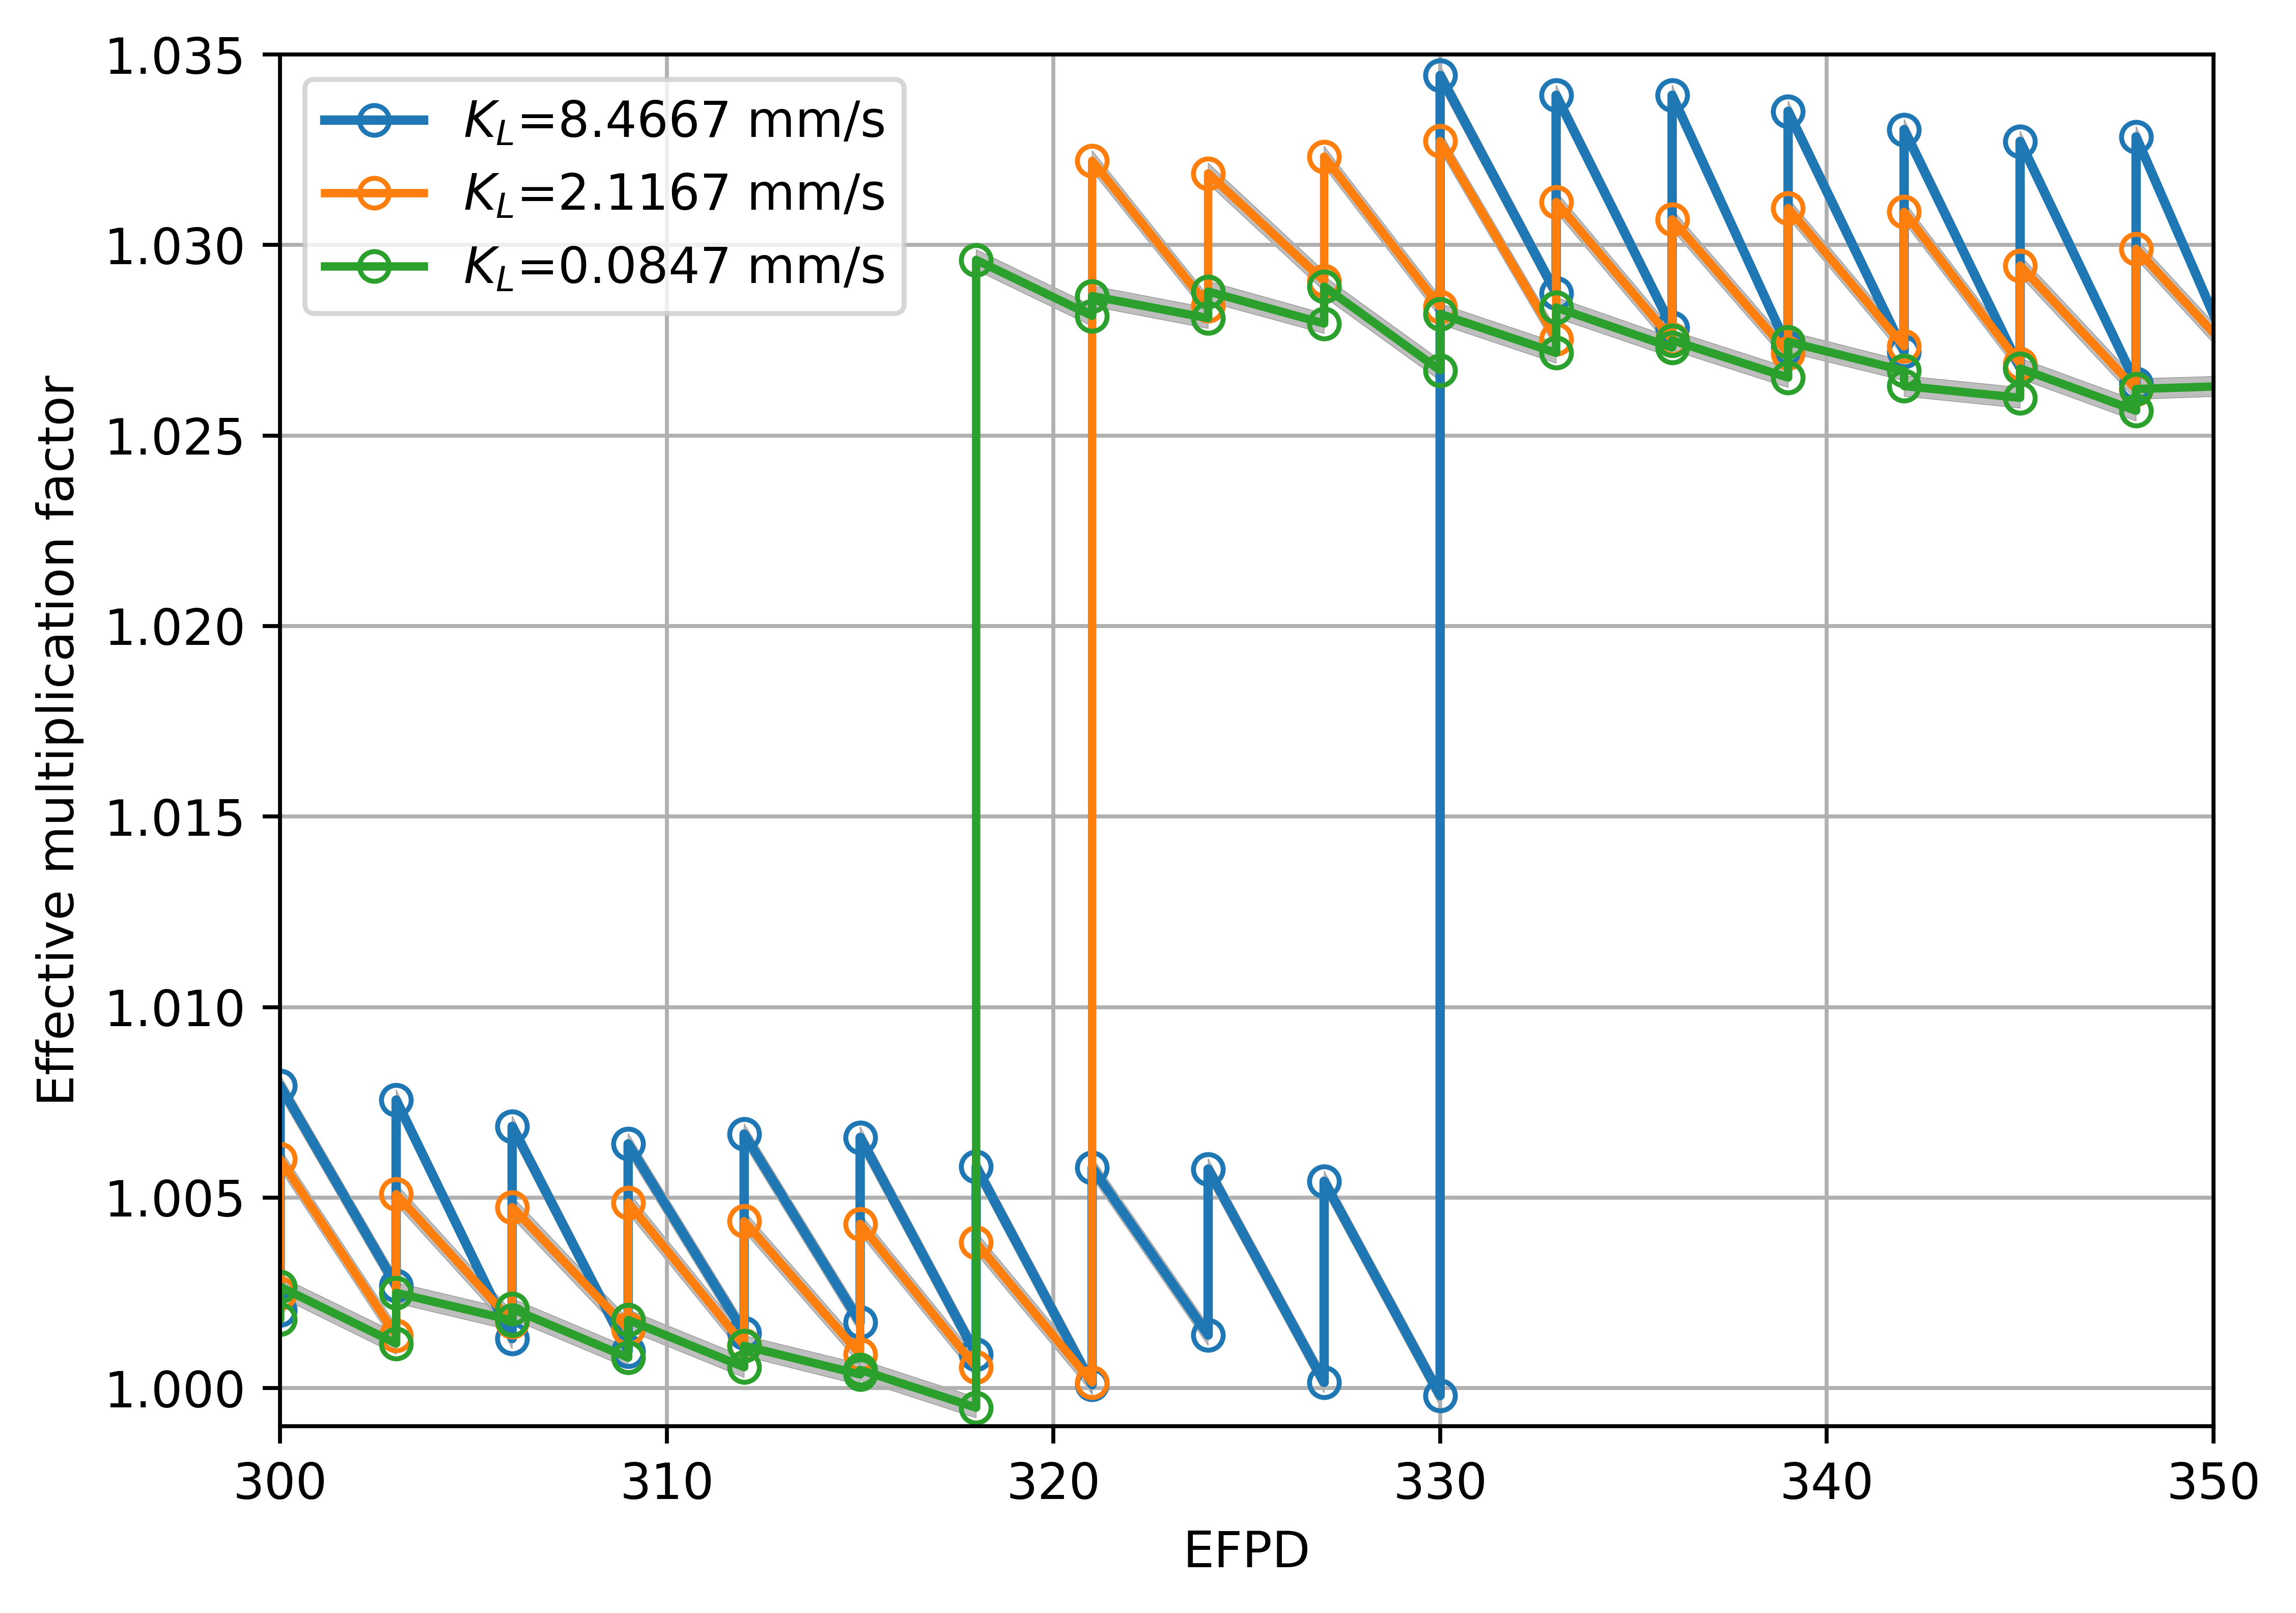 1.035
1.030
1.025
1.020
1.015
1.010
1.005
1.000
Effective multiplication factor
K_L=8.4667 mm/s
K_L=2.1167 mm/s
K_L=0.0847 mm/s
300 310 320 330 340 350
EFPD